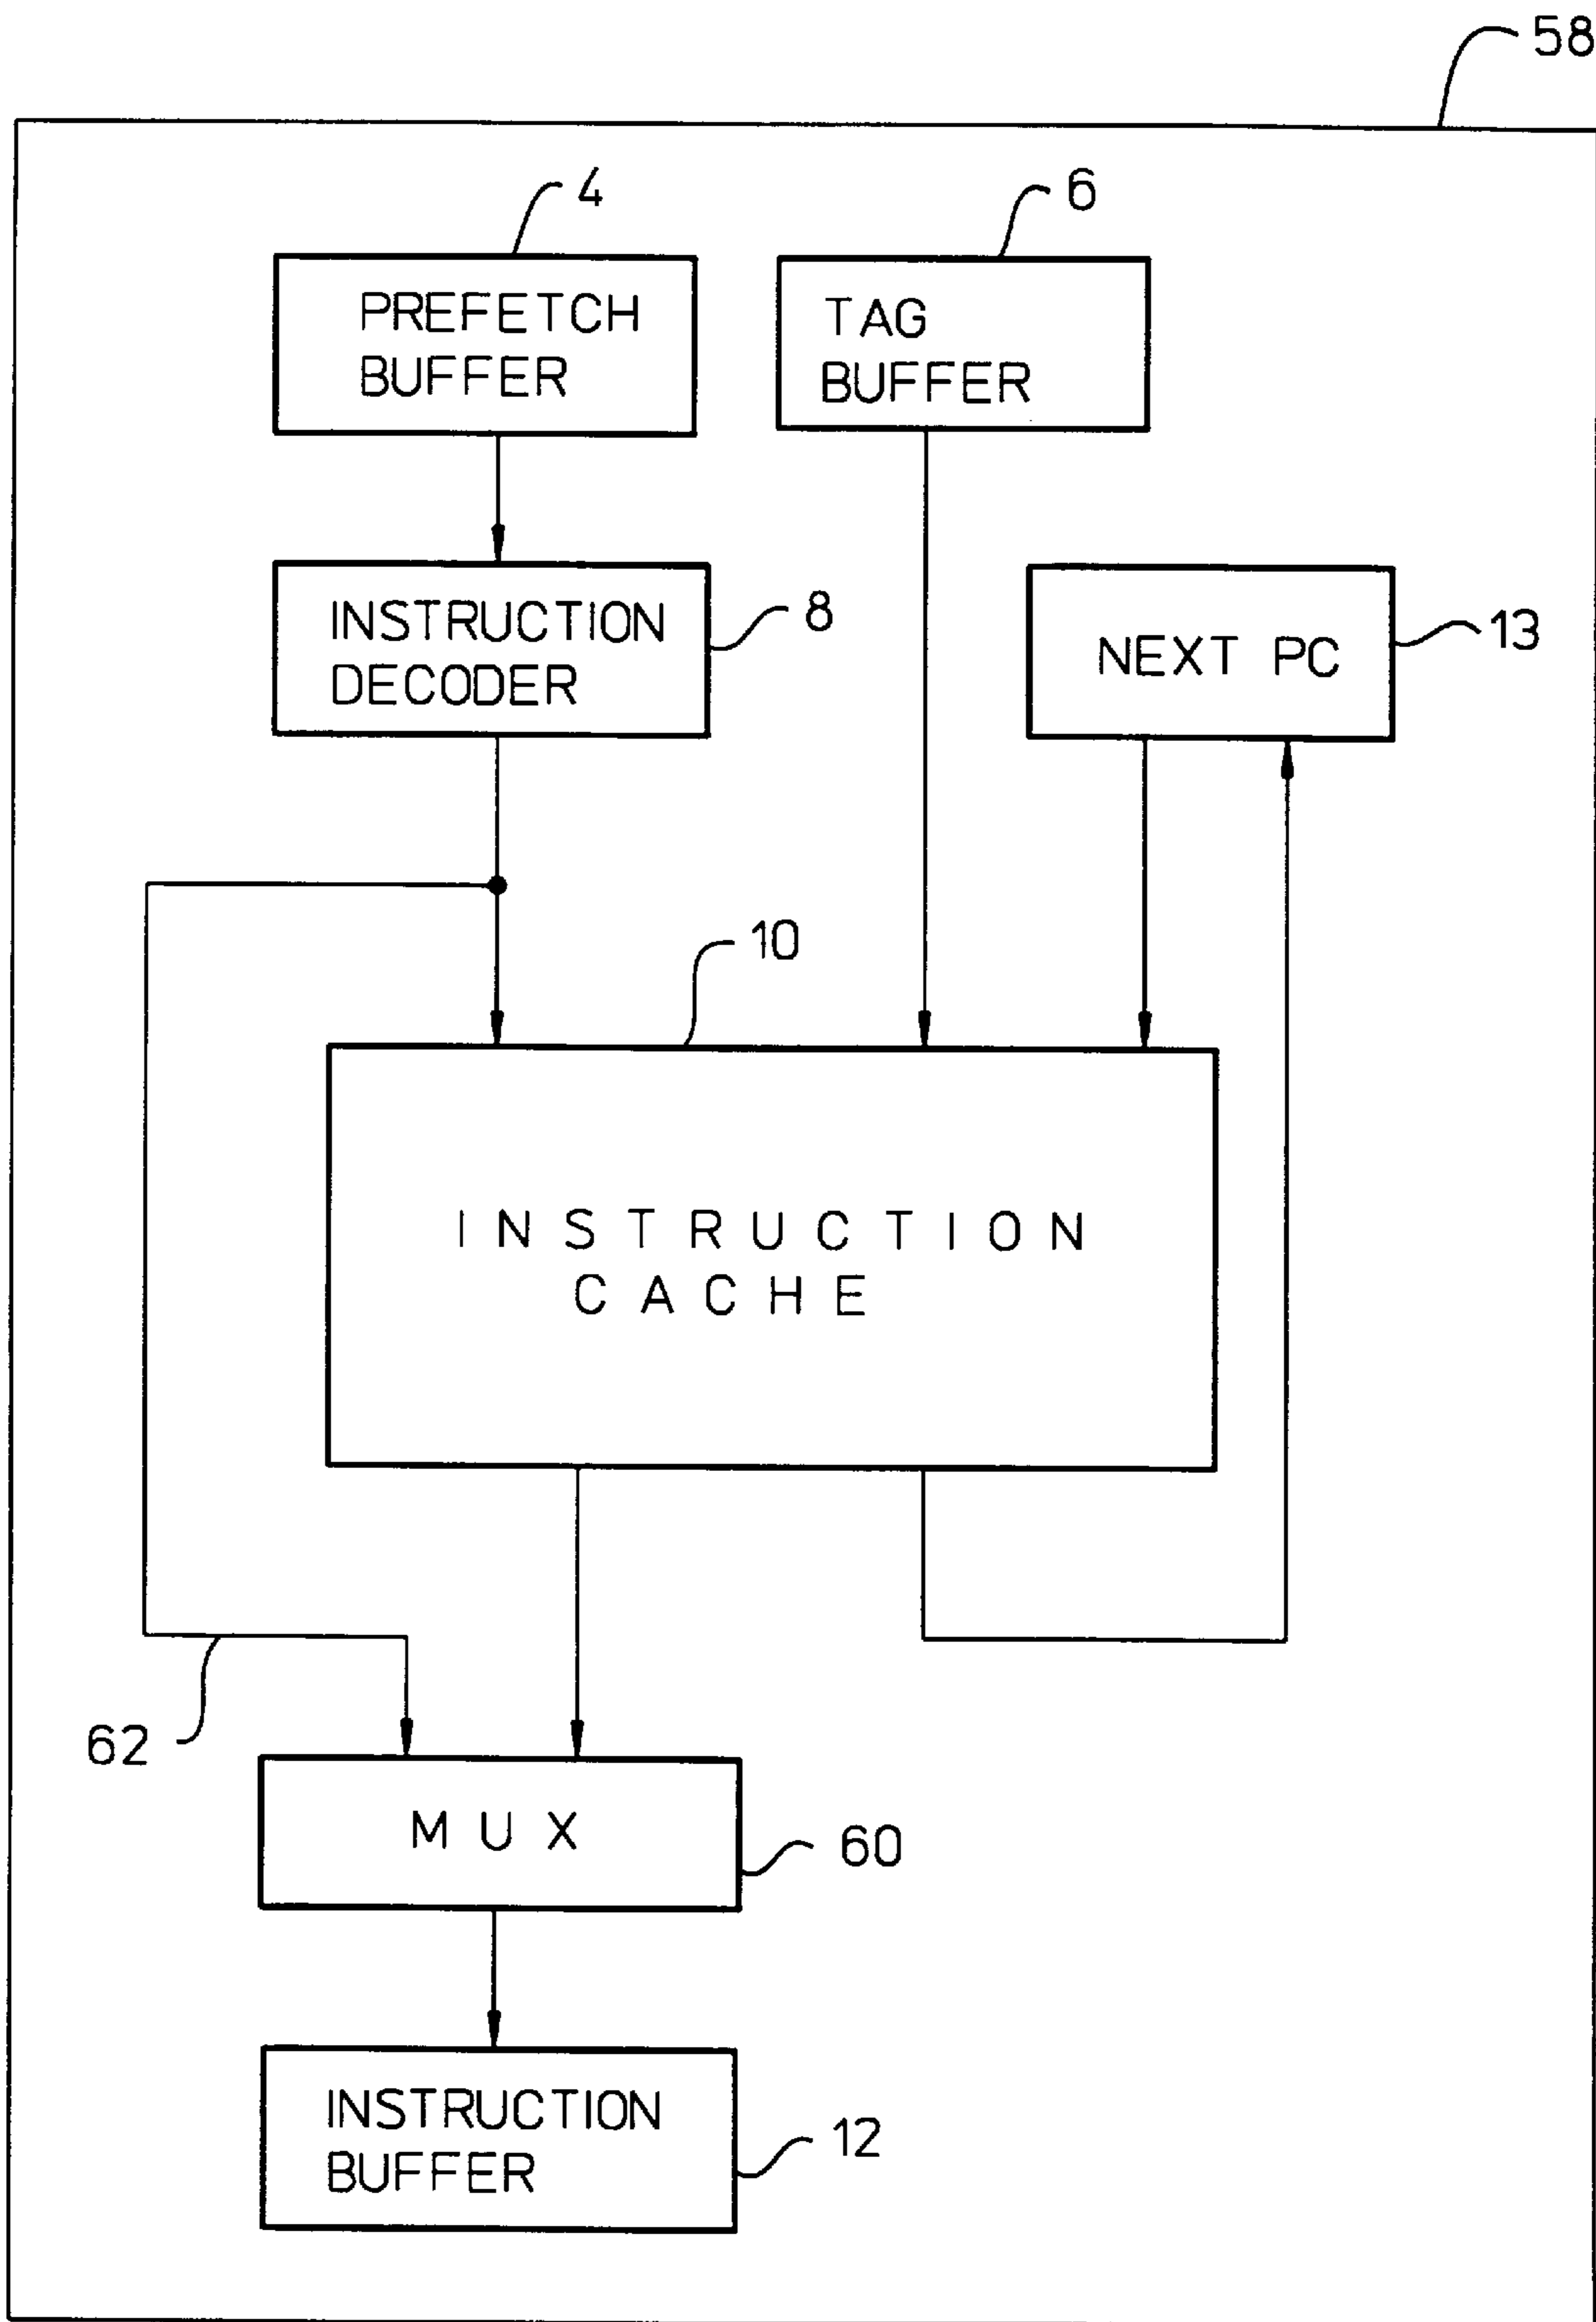 58
4
6
PREFETCH
BUFFER
TAG
BUFFER
INSTRUCTION
DECODER
8
NEXT PC
13
10
INSTRUCTION
CACHE
62
MUX
60
INSTRUCTION
BUFFER
12